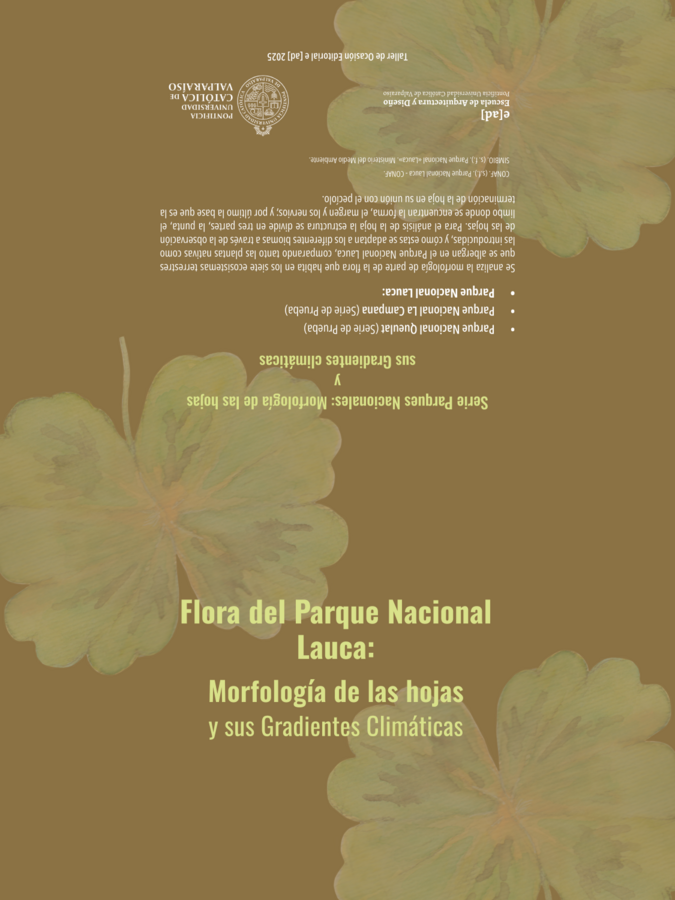 Flora del Parque Nacional
Lauca:
Morfología de las hojas
y sus Gradientes Climáticas
Serie Parques Nacionales: Morfología de las hojas
y
sus Gradientes climáticas
• Parque Nacional Queulat (Serie de Prueba)
• Parque Nacional La Campana (Serie de Prueba)
• Parque Nacional Lauca:
Se analiza la morfología de parte de la flora que habita en los siete ecosistemas terrestres
que se albergan en el Parque Nacional Lauca, comparando tanto las plantas nativas como
las introducidas, y cómo estas se adaptan a los diferentes biomas a través de la observación
de las hojas. Para el análisis de la hoja la estructura se divide en tres partes, la punta, el
limbo donde se encuentran la forma, el margen y los nervios; y por último la base que es la
terminación de la hoja en su unión con el pecíolo.
CONAF. (s.f.). Parque Nacional Lauca - CONAF.
SIMBIO. (s. f.). Parque Nacional «Lauca». Ministerio del Medio Ambiente.
e[ad]
Escuela de Arquitectura y Diseño
Pontificia Universidad Católica de Valparaíso
PONTIFICIA
UNIVERSIDAD
CATÓLICA DE
VALPARAÍSO
Taller de Ocasión Editorial e [ad] 2025